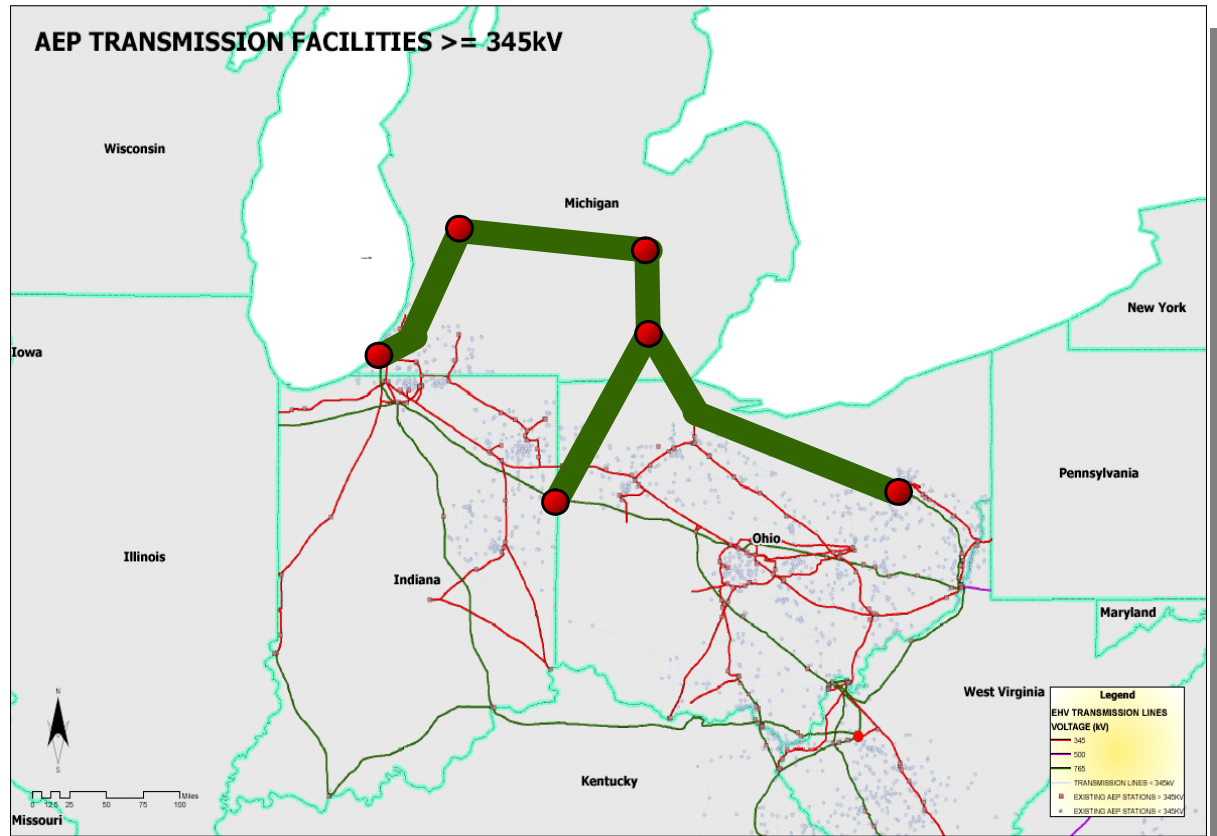 AEP TRANSMISSION FACILITIES >= 345kV
Wisconsin
Michigan
New York
Iowa
Pennsylvania
Ohio
Illinois
Indiana
Maryland
West Virginia
Kentucky
Missouri
N
S
0 12.5 25 50 75 100 Miles
Legend
EHV TRANSMISSION LINES
VOLTAGE (kV)
345
500
765
TRANSMISSION LINES < 345kV
EXISTING AEP STATIONS > 345KV
EXISTING AEP STATIONS < 345KV